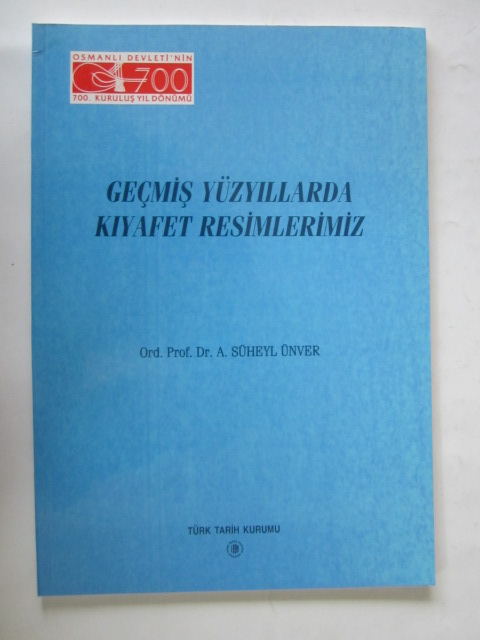 OSMANLI DEVLETİ'NİN
700
700. KURULUŞ YIL DÖNÜMÜ
GEÇMİŞ YÜZYILLARDA
KIYAFET RESİMLERİMİZ
Ord. Prof. Dr. A. SÜHEYL ÜNVER
TÜRK TARİH KURUMU